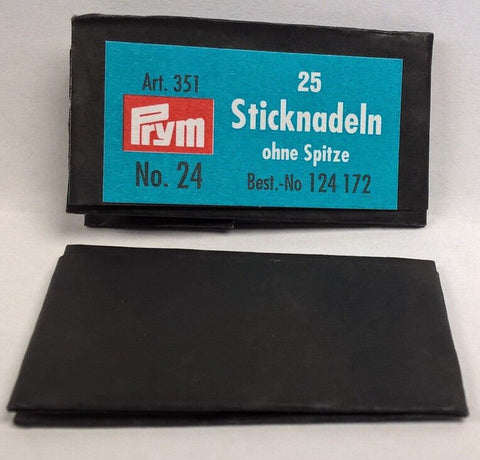 Art. 351
Prym
No. 24
25
Sticknadeln
ohne Spitze
Best.-No 124 172